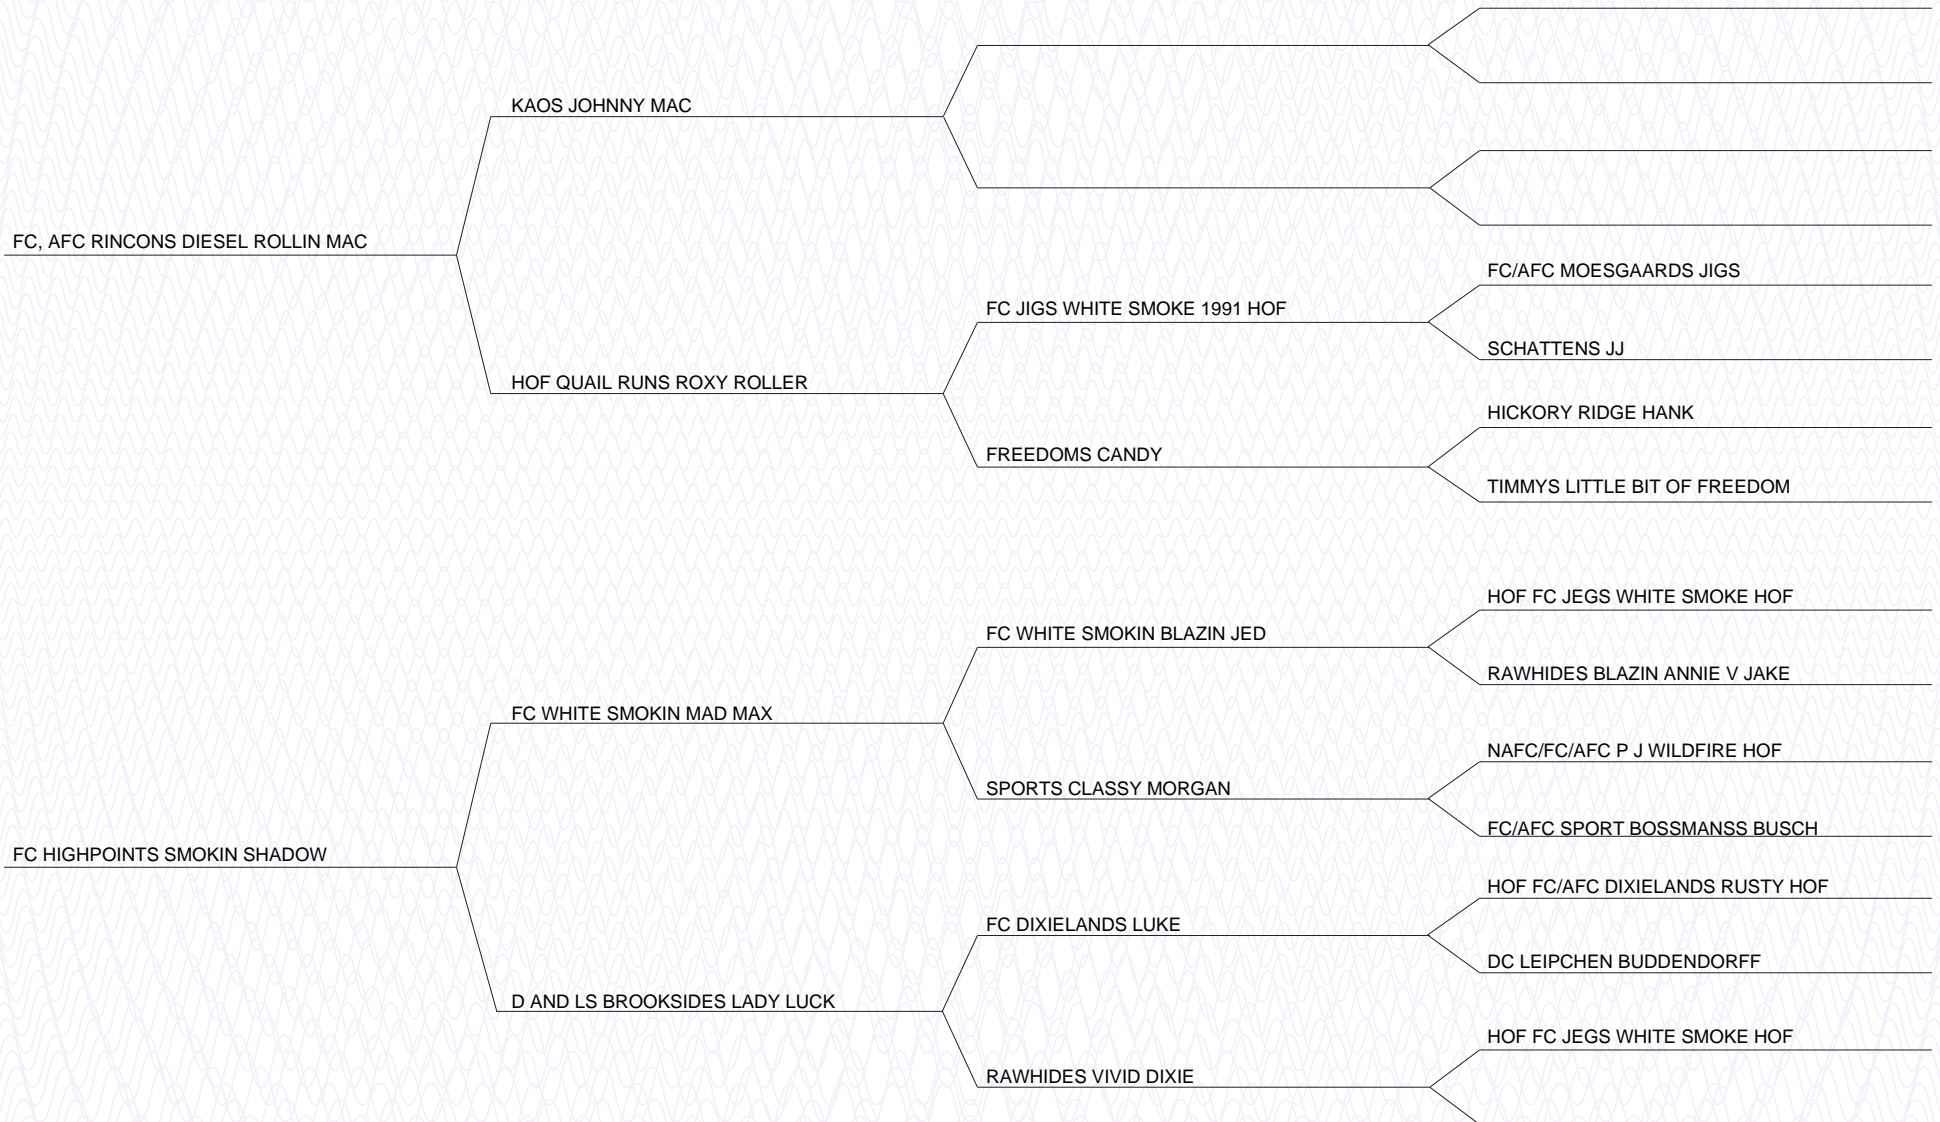 KAOS JOHNNY MAC
FC, AFC RINCONS DIESEL ROLLIN MAC
FC/AFC MOESGAARDS JIGS
FC JIGS WHITE SMOKE 1991 HOF
SCHATTENS JJ
HOF QUAIL RUNS ROXY ROLLER
HICKORY RIDGE HANK
FREEDOMS CANDY
TIMMYS LITTLE BIT OF FREEDOM
HOF FC JEGS WHITE SMOKE HOF
FC WHITE SMOKIN BLAZIN JED
RAWHIDES BLAZIN ANNIE V JAKE
FC WHITE SMOKIN MAD MAX
NAFC/FC/AFC P J WILDFIRE HOF
SPORTS CLASSY MORGAN
FC/AFC SPORT BOSSMANSS BUSCH
FC HIGHPOINTS SMOKIN SHADOW
HOF FC/AFC DIXIELANDS RUSTY HOF
FC DIXIELANDS LUKE
DC LEIPCHEN BUDDENDORFF
D AND LS BROOKSIDES LADY LUCK
HOF FC JEGS WHITE SMOKE HOF
RAWHIDES VIVID DIXIE